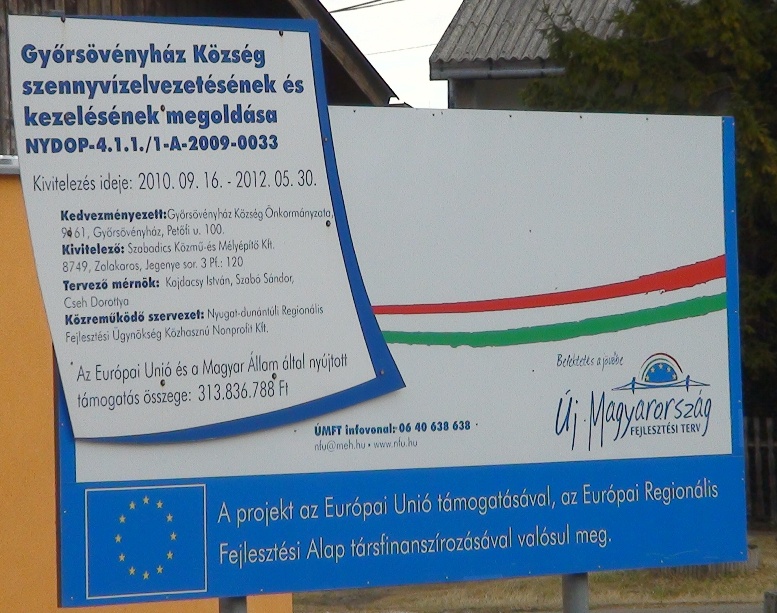 Győrsövényház Község
szennyvízelvezetésének és
kezelésének megoldása
NYDOP-4.1.1./1-A-2009-0033
Kivitelezés ideje: 2010. 09. 16. - 2012. 05. 30.
Kedvezményezett: Győrsövényház Község Önkormányzata,
9161, Győrsövényház, Petőfi u. 100.
Kivitelező: Szabadics Közmű-és Mélyépítő Kft.
8749, Zalakaros, Jegenye sor. 3 Pf.: 120
Tervező mérnök: Kajdacsy István, Szabó Sándor,
Cseh Dorottya
Közreműködő szervezet: Nyugat-dunántúli Regionális
Fejlesztési Ügynökség Közhasznú Nonprofit Kft.
Az Európai Unió és a Magyar Állam által nyújtott
támogatás összege: 313.836.788 Ft
Befektetés a jövőbe
Új Magyarország
FEJLESZTÉSI TERV
ÚMFT infovonal: 06 40 638 638 ·
nfu@meh.hu • www.nfu.hu
A projekt az Európai Unió támogatásával, az Európai Regionális
Fejlesztési Alap társfinanszírozásával valósul meg.